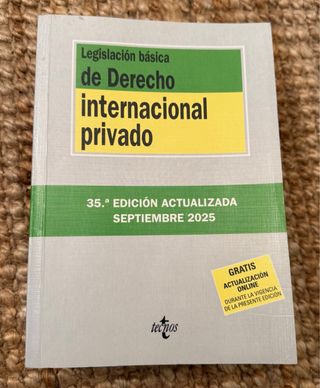 Legislación básica
de Derecho
internacional
privado
35.ª EDICIÓN ACTUALIZADA
SEPTIEMBRE 2025
GRATIS
ACTUALIZACIÓN
ONLINE
DURANTE LA VIGENCIA
DE LA PRESENTE EDICIÓN
tecnos